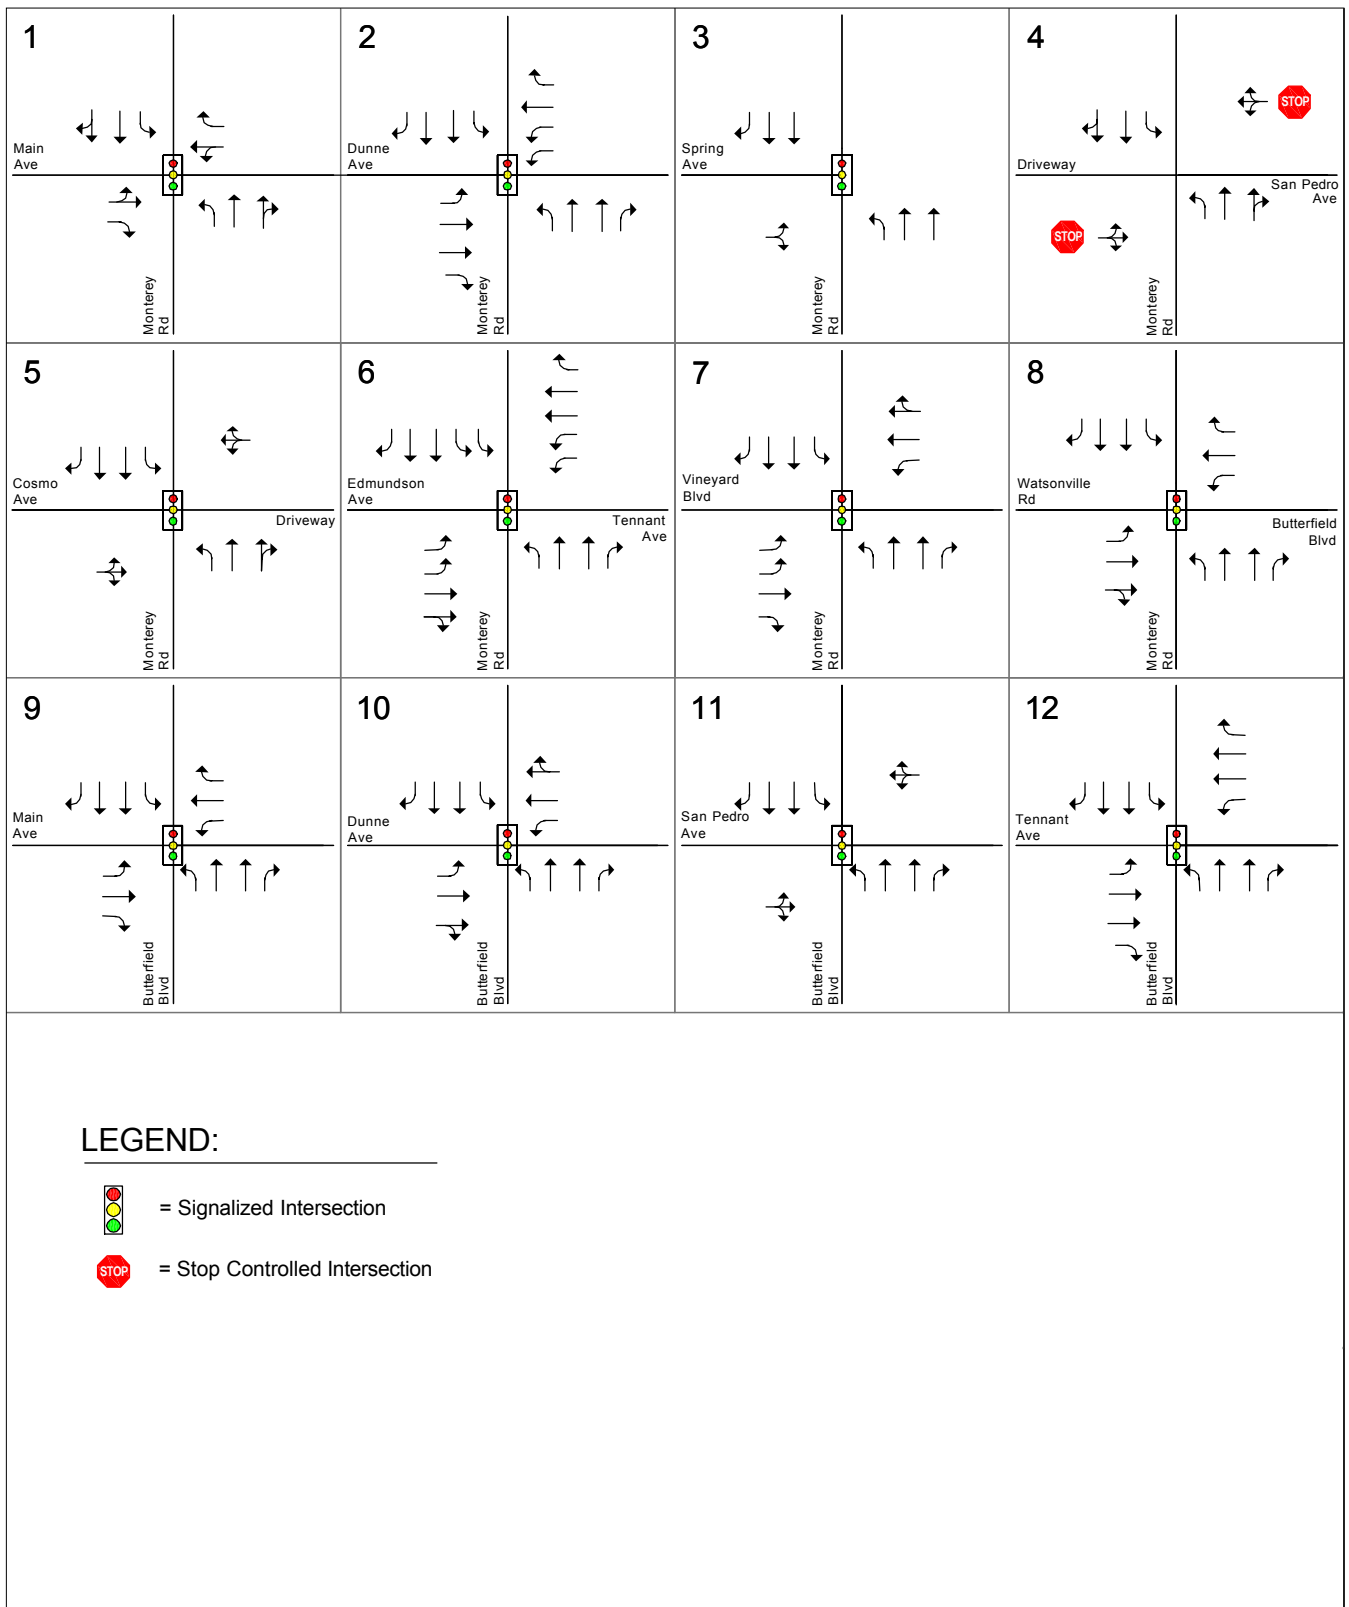 1
Main
Ave
Monterey
Rd
2
Dunne
Ave
Monterey
Rd
3
Spring
Ave
Monterey
Rd
4
STOP
Driveway
San Pedro
Ave
STOP
Monterey
Rd
5
Cosmo
Ave
Driveway
Monterey
Rd
6
Edmundson
Ave
Tennant
Ave
Monterey
Rd
7
Vineyard
Blvd
Monterey
Rd
8
Watsonville
Rd
Butterfield
Blvd
Monterey
Rd
9
Main
Ave
Butterfield
Blvd
10
Dunne
Ave
Butterfield
Blvd
11
San Pedro
Ave
Butterfield
Blvd
12
Tennant
Ave
Butterfield
Blvd
LEGEND:
= Signalized Intersection
STOP
= Stop Controlled Intersection